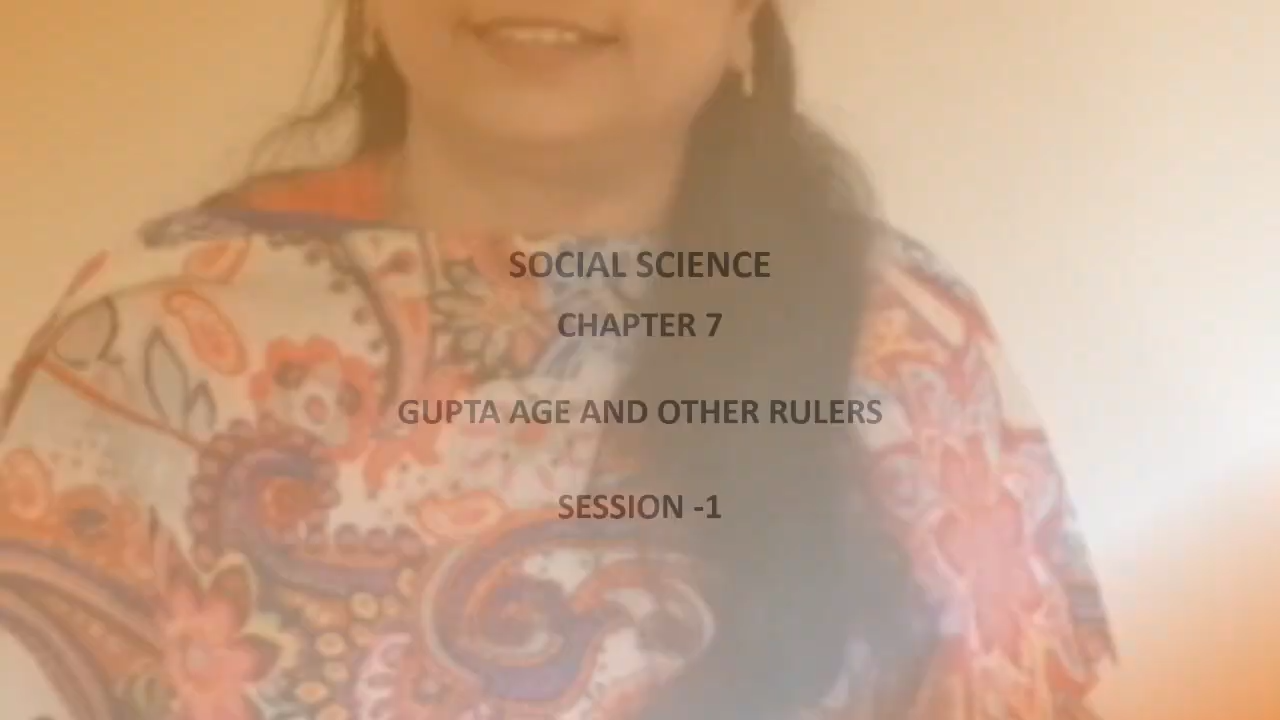 SOCIAL SCIENCE
CHAPTER 7
GUPTA AGE AND OTHER RULERS
SESSION -1